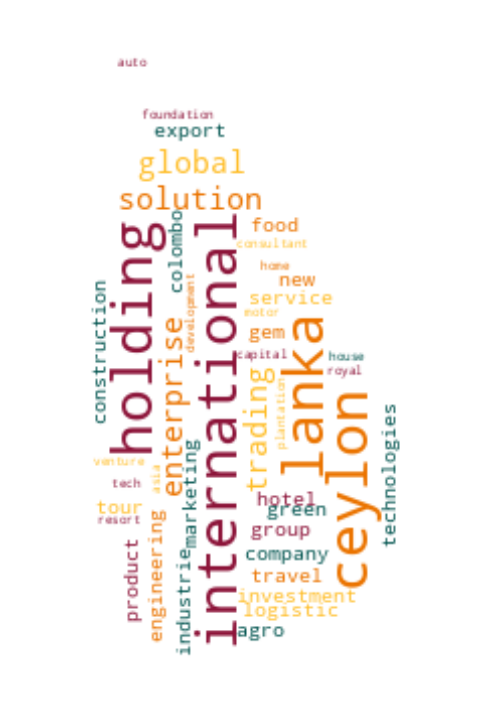 auto
foundation
export
global
solution
holding
international
colombo
food
consultant
home
new
development
service
construction
motor
enterprise
gem
lanka
capital
house
royal
trading
plantation
ceylon
technologies
marketing
venture
asia
tech
hotel
tour
green
resort
engineering
group
product
industrie
company
travel
investment
logistic
agro